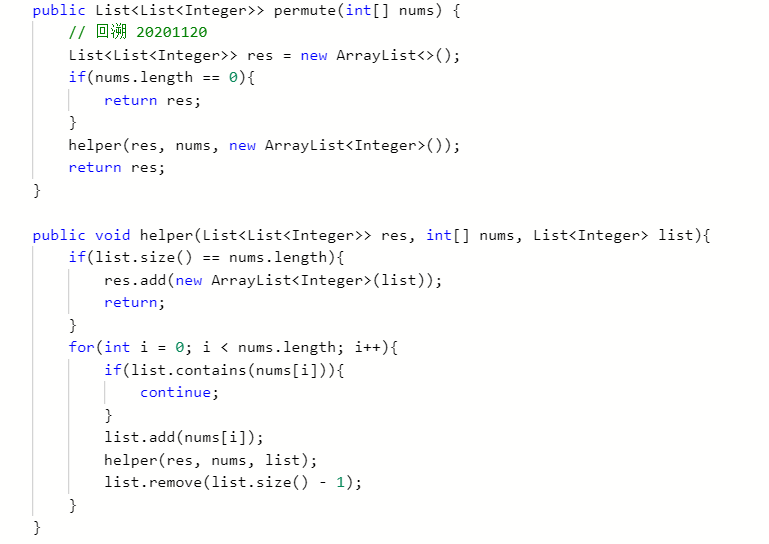 public List<List<Integer>> permute(int[] nums) {
// 回溯 20201120
List<List<Integer>> res = new ArrayList<>();
if(nums.length == 0){
return res;
}
helper(res, nums, new ArrayList<Integer>());
return res;
}
public void helper(List<List<Integer>> res, int[] nums, List<Integer> list){
if(list.size() == nums.length){
res.add(new ArrayList<Integer>(list));
return;
}
for(int i = 0; i < nums.length; i++){
if(list.contains(nums[i])){
continue;
}
list.add(nums[i]);
helper(res, nums, list);
list.remove(list.size() - 1);
}
}